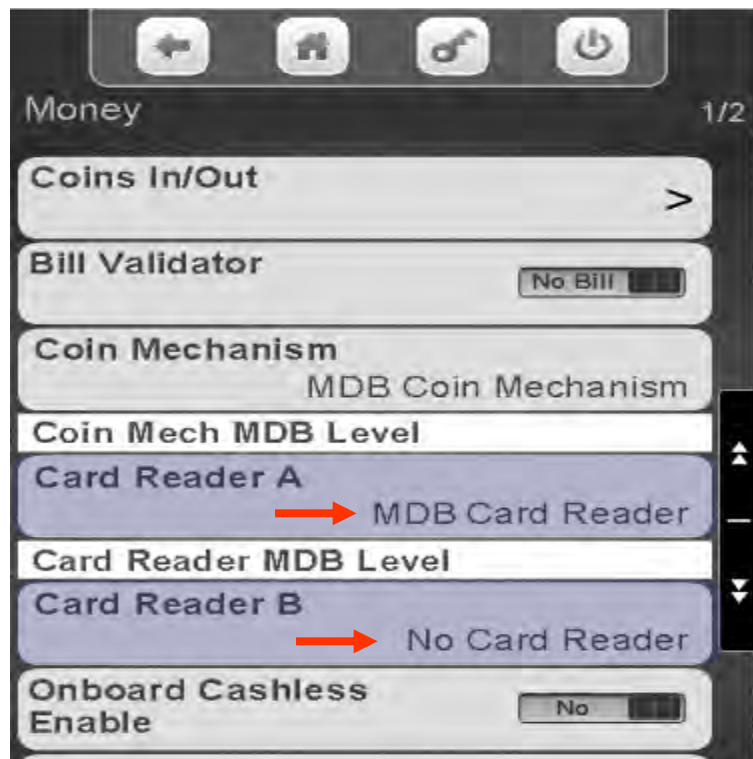 Money 1/2
Coins In/Out
>
Bill Validator
No Bill
Coin Mechanism
MDB Coin Mechanism
Coin Mech MDB Level
Card Reader A
MDB Card Reader
Card Reader MDB Level
Card Reader B
No Card Reader
Onboard Cashless
Enable
No